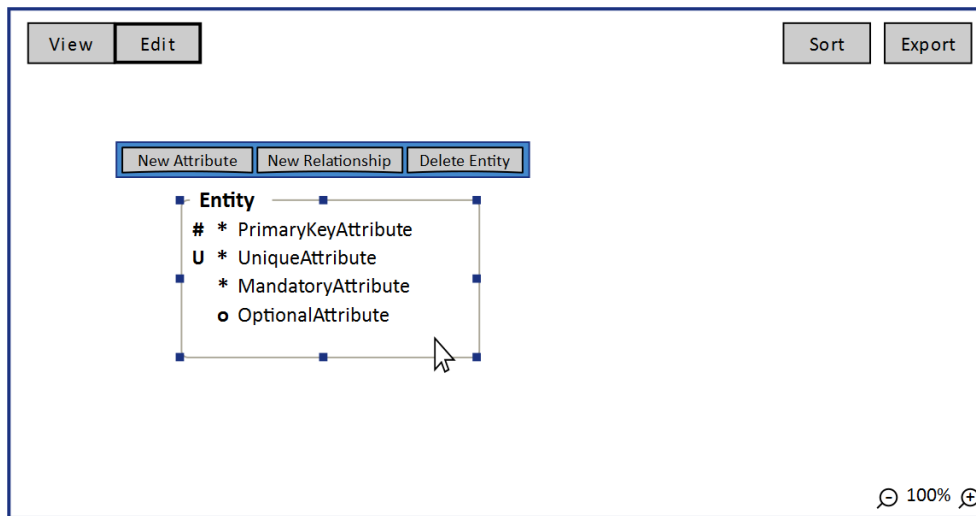 View Edit Sort Export
New Attribute New Relationship Delete Entity
Entity
# * PrimaryKeyAttribute
U * UniqueAttribute
* MandatoryAttribute
o OptionalAttribute
100%